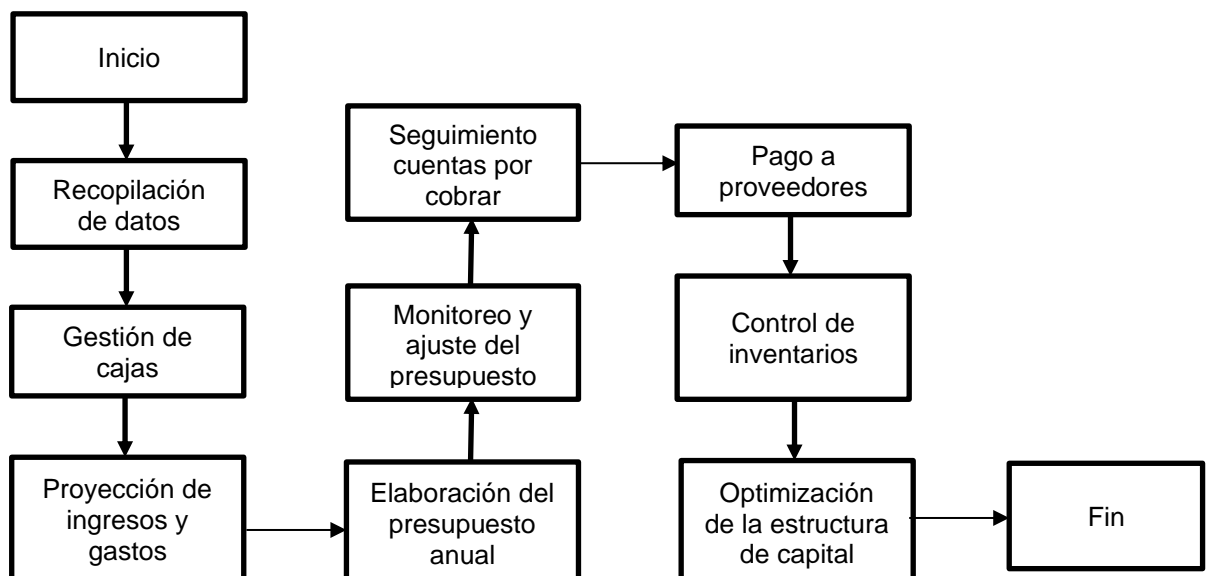 Inicio
Recopilación
de datos
Gestión de
cajas
Proyección de
ingresos y
gastos
Elaboración del
presupuesto
anual
Monitoreo y
ajuste del
presupuesto
Seguimiento
cuentas por
cobrar
Pago a
proveedores
Control de
inventarios
Optimización
de la estructura
de capital
Fin